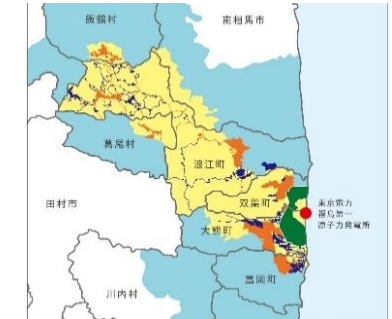 飯舘村
南相馬市
葛尾村
浪江町
田村市
双葉町
東京電力
福島第一
原子力発電所
大熊町
富岡町
川内村